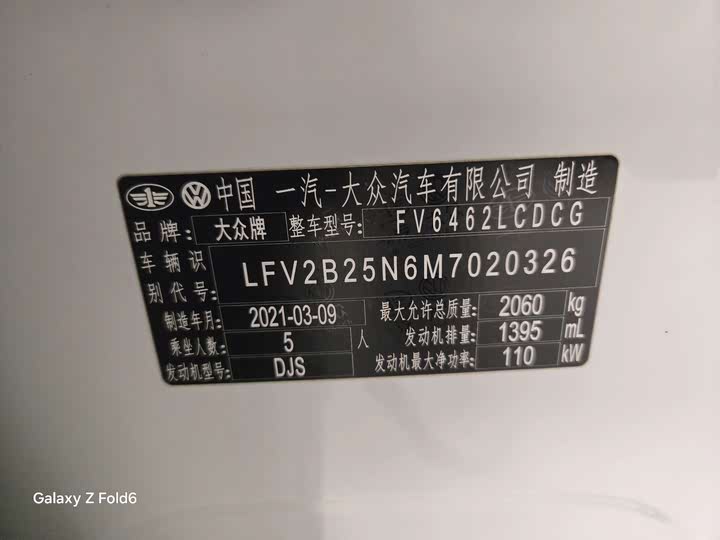 中国 一汽-大众汽车有限公司 制造
品牌: 大众牌 整车型号: FV6462LCDCG
车辆识别代号: LFV2B25N6M7020326
制造年月: 2021-03-09 最大允许总质量: 2060 kg
乘坐人数: 5 人 发动机排量: 1395 mL
发动机型号: DJS 发动机最大净功率: 110 kW
Galaxy Z Fold6